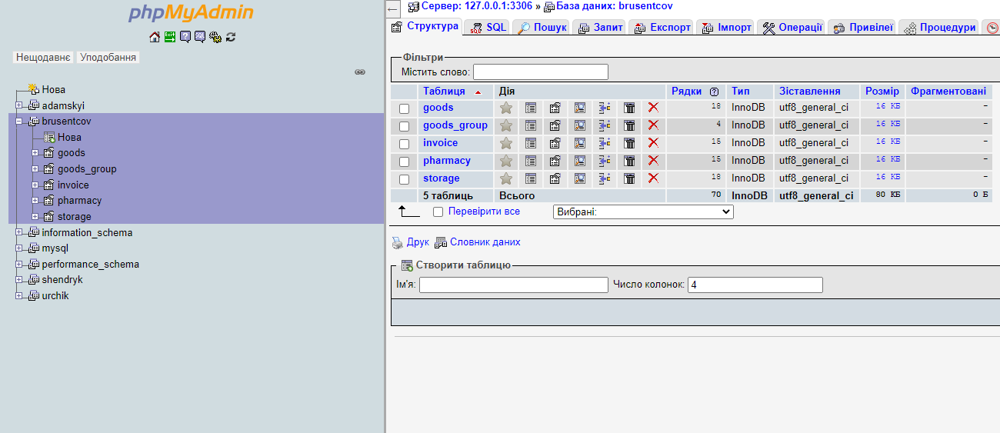 phpMyAdmin
Нещодавнє Уподобання
Нова
adamskyi
brusentcov
Нова
goods
goods_group
invoice
pharmacy
storage
information_schema
mysql
performance_schema
shendryk
urchik
Сервер: 127.0.0.1:3306 » База даних: brusentcov
Структура SQL Пошук Запит Експорт Імпорт Операції Привілеї Процедури
Фільтри
Містить слово:
Таблиця Дія Рядки Тип Зіставлення Розмір Фрагментовані
goods 18 InnoDB utf8_general_ci 16 КБ -
goods_group 4 InnoDB utf8_general_ci 16 КБ -
invoice 15 InnoDB utf8_general_ci 16 КБ -
pharmacy 15 InnoDB utf8_general_ci 16 КБ -
storage 18 InnoDB utf8_general_ci 16 КБ -
5 таблиць Всього 70 InnoDB utf8_general_ci 80 КБ 0 Б
Перевірити все Вибрані:
Друк Словник даних
Створити таблицю
Ім'я: Число колонок: 4